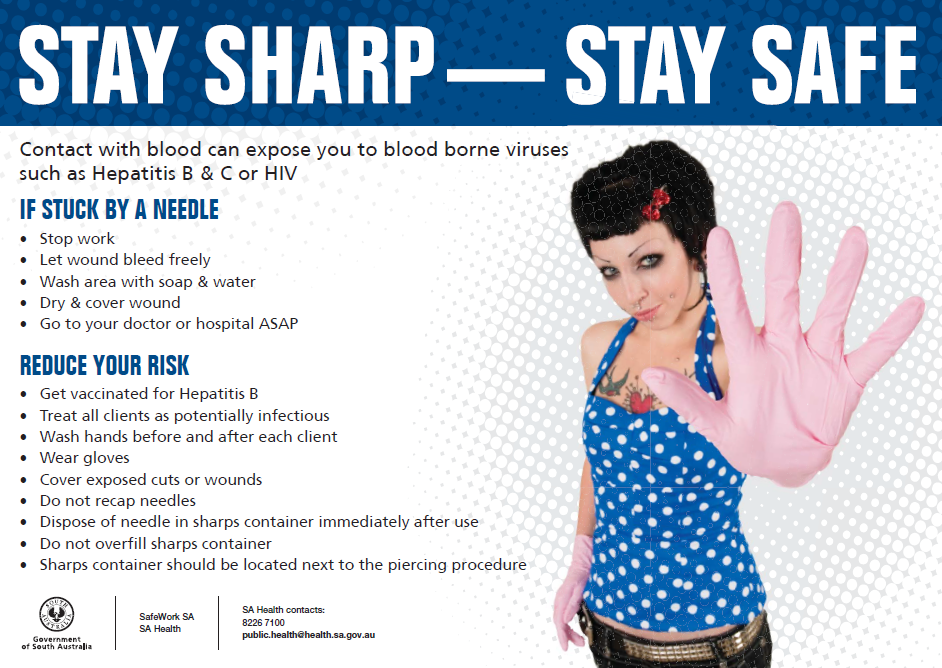 STAY SHARP — STAY SAFE
Contact with blood can expose you to blood borne viruses
such as Hepatitis B & C or HIV
IF STUCK BY A NEEDLE
• Stop work
• Let wound bleed freely
• Wash area with soap & water
• Dry & cover wound
• Go to your doctor or hospital ASAP
REDUCE YOUR RISK
• Get vaccinated for Hepatitis B
• Treat all clients as potentially infectious
• Wash hands before and after each client
• Wear gloves
• Cover exposed cuts or wounds
• Do not recap needles
• Dispose of needle in sharps container immediately after use
• Do not overfill sharps container
• Sharps container should be located next to the piercing procedure
SOUTH
AUSTRALIA
Government
of South Australia
SafeWork SA
SA Health
SA Health contacts:
8226 7100
public.health@health.sa.gov.au